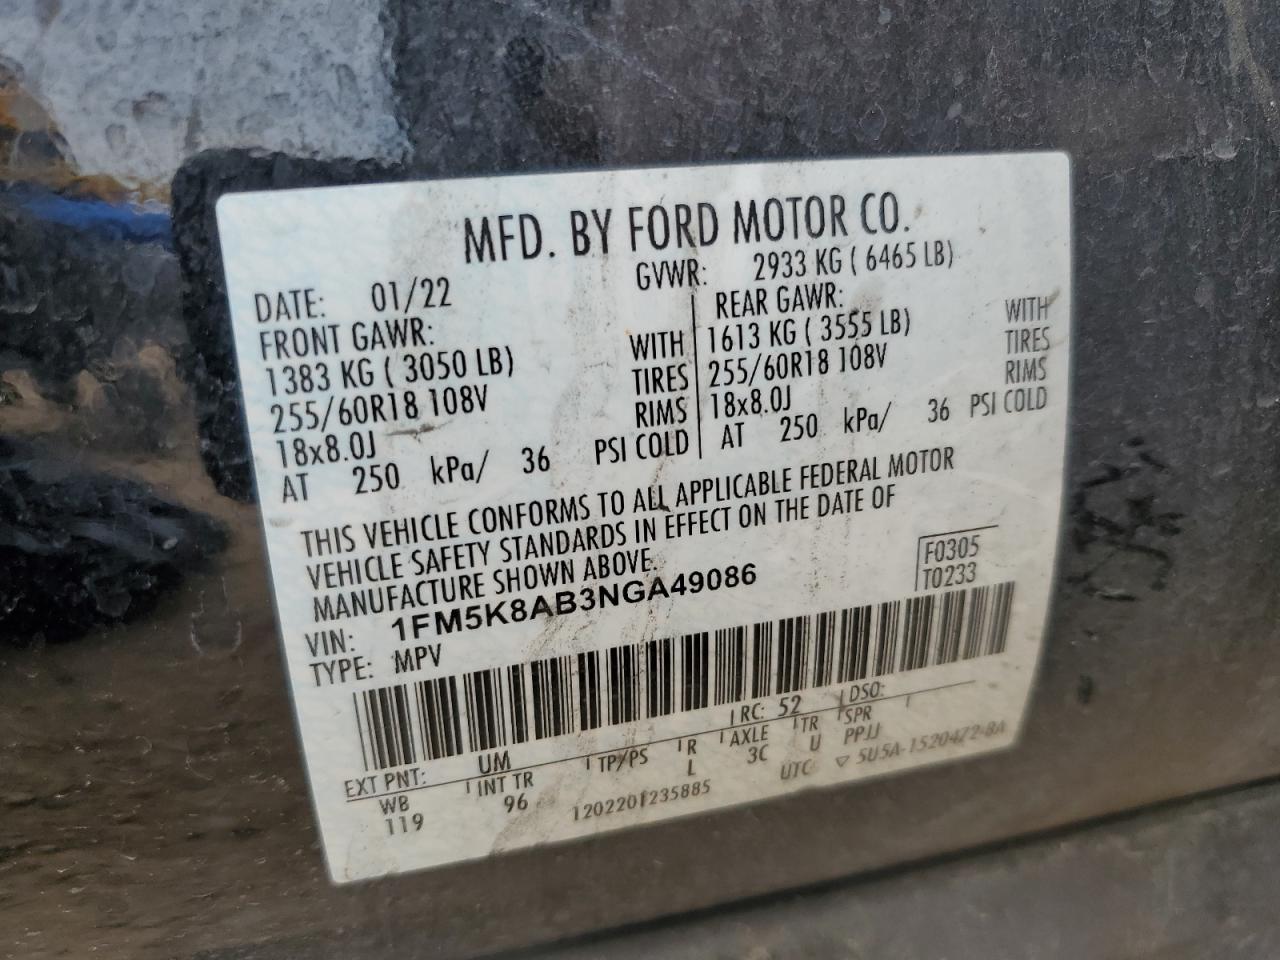 MFD. BY FORD MOTOR CO.
DATE: 01/22 GVWR: 2933 KG ( 6465 LB)
FRONT GAWR: REAR GAWR:
1383 KG ( 3050 LB) WITH 1613 KG ( 3555 LB) WITH
255/60R18 108V TIRES 255/60R18 108V TIRES
18x8.0J RIMS 18x8.0J RIMS
AT 250 kPa/ 36 PSI COLD AT 250 kPa/ 36 PSI COLD
THIS VEHICLE CONFORMS TO ALL APPLICABLE FEDERAL MOTOR
VEHICLE SAFETY STANDARDS IN EFFECT ON THE DATE OF
MANUFACTURE SHOWN ABOVE.
F0305
T0233
VIN: 1FM5K8AB3NGA49086
TYPE: MPV
EXT PNT: UM RC: 52 DSO:
WB INT TR TP/PS R AXLE TR SPR
119 96 L 3C U PPJJ
1202201235885 UTC ▽ 5U5A-1520472-8A